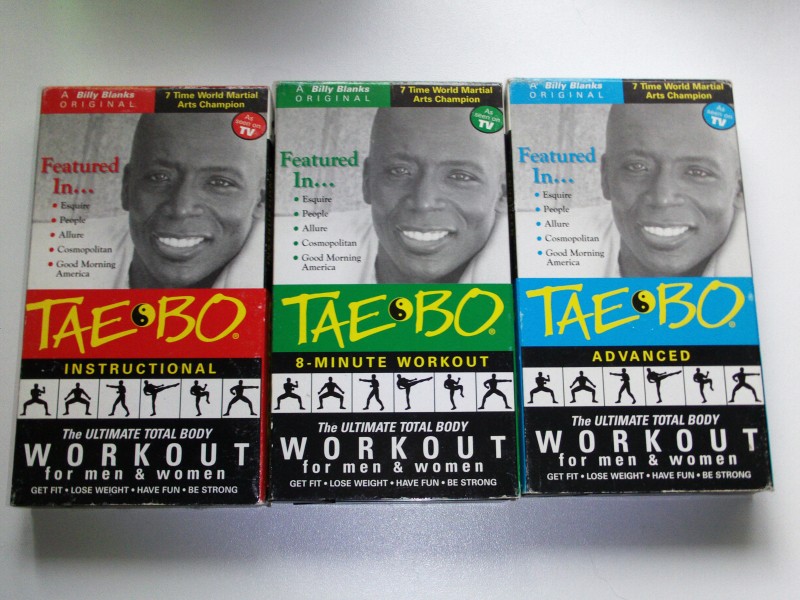 A Billy Blanks
ORIGINAL
7 Time World Martial
Arts Champion
As
seen on
TV
Featured
In...
• Esquire
• People
• Allure
• Cosmopolitan
• Good Morning
America
TAE BO®
INSTRUCTIONAL
The ULTIMATE TOTAL BODY
WORKOUT
for men & women
GET FIT • LOSE WEIGHT • HAVE FUN • BE STRONG
A Billy Blanks
ORIGINAL
7 Time World Martial
Arts Champion
As
seen on
TV
Featured
In...
• Esquire
• People
• Allure
• Cosmopolitan
• Good Morning
America
TAE BO®
8-MINUTE WORKOUT
The ULTIMATE TOTAL BODY
WORKOUT
for men & women
GET FIT • LOSE WEIGHT • HAVE FUN • BE STRONG
A Billy Blanks
ORIGINAL
7 Time World Martial
Arts Champion
As
seen on
TV
Featured
In...
• Esquire
• People
• Allure
• Cosmopolitan
• Good Morning
America
TAE BO®
ADVANCED
The ULTIMATE TOTAL BODY
WORKOUT
for men & women
GET FIT • LOSE WEIGHT • HAVE FUN • BE STRONG